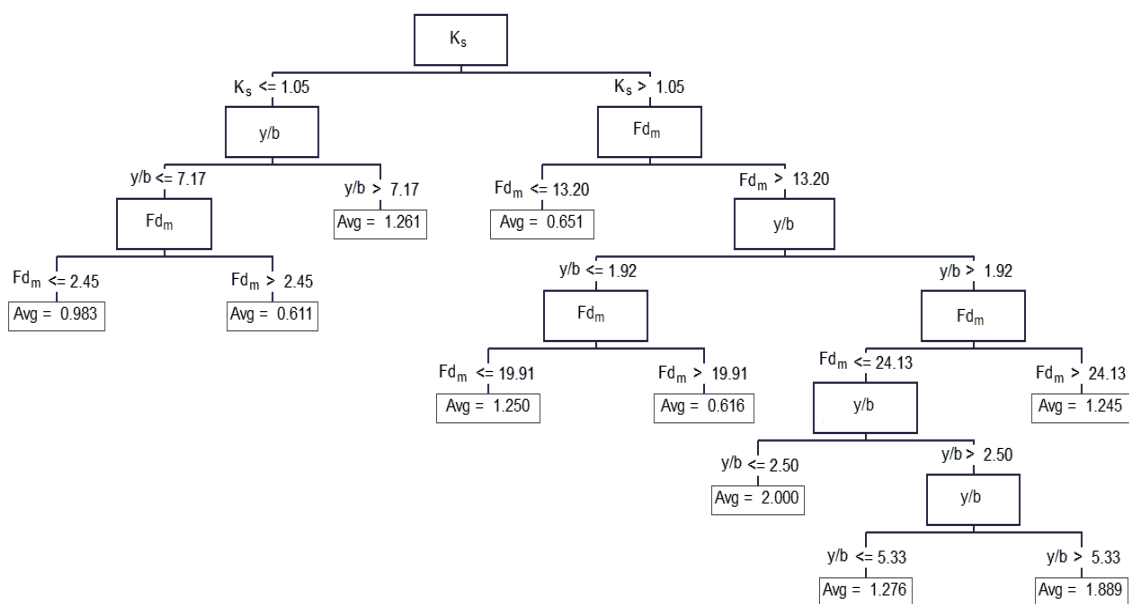 Ks
Ks <= 1.05
Ks > 1.05
y/b
Fdm
y/b <= 7.17
y/b > 7.17
Fdm <= 13.20
Fdm > 13.20
Fdm
Avg = 1.261
Avg = 0.651
y/b
Fdm <= 2.45
Fdm > 2.45
y/b <= 1.92
y/b > 1.92
Avg = 0.983
Avg = 0.611
Fdm
Fdm
Fdm <= 19.91
Fdm > 19.91
Fdm <= 24.13
Fdm > 24.13
Avg = 1.250
Avg = 0.616
y/b
Avg = 1.245
y/b <= 2.50
y/b > 2.50
Avg = 2.000
y/b
y/b <= 5.33
y/b > 5.33
Avg = 1.276
Avg = 1.889